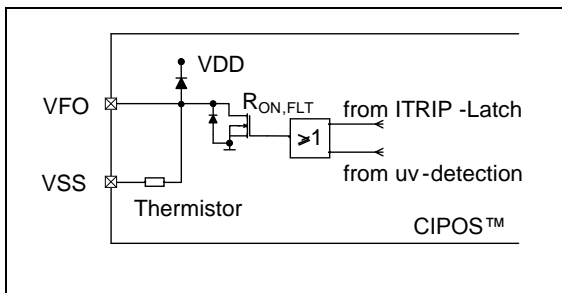 VDD
VFO
R_ON,FLT
from ITRIP -Latch
≥1
from uv-detection
VSS
Thermistor
CIPOS™